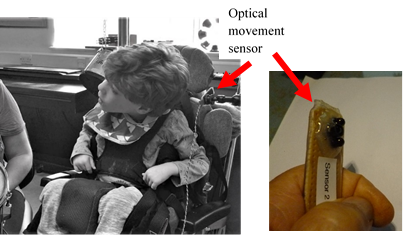 Optical
movement
sensor
Sensor 2